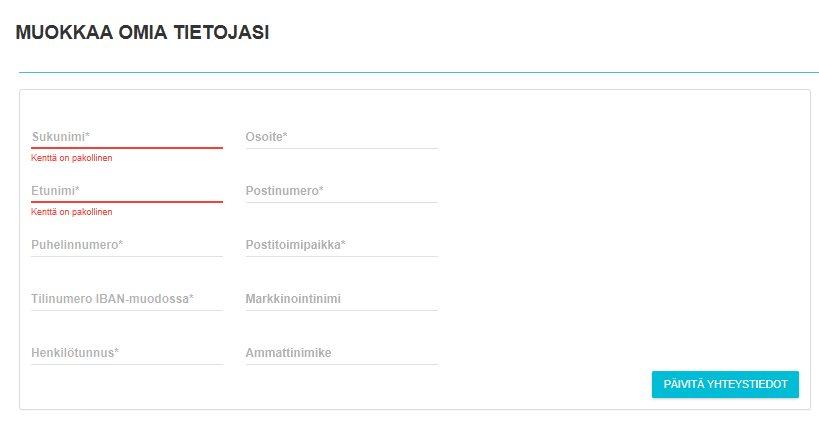 MUOKKAA OMIA TIETOJASI
Sukunimi*
Kenttä on pakollinen
Osoite*
Etunimi*
Kenttä on pakollinen
Postinumero*
Puhelinnumero*
Postitoimipaikka*
Tilinumero IBAN-muodossa*
Markkinointinimi
Henkilötunnus*
Ammattinimike
PÄIVITÄ YHTEYSTIEDOT